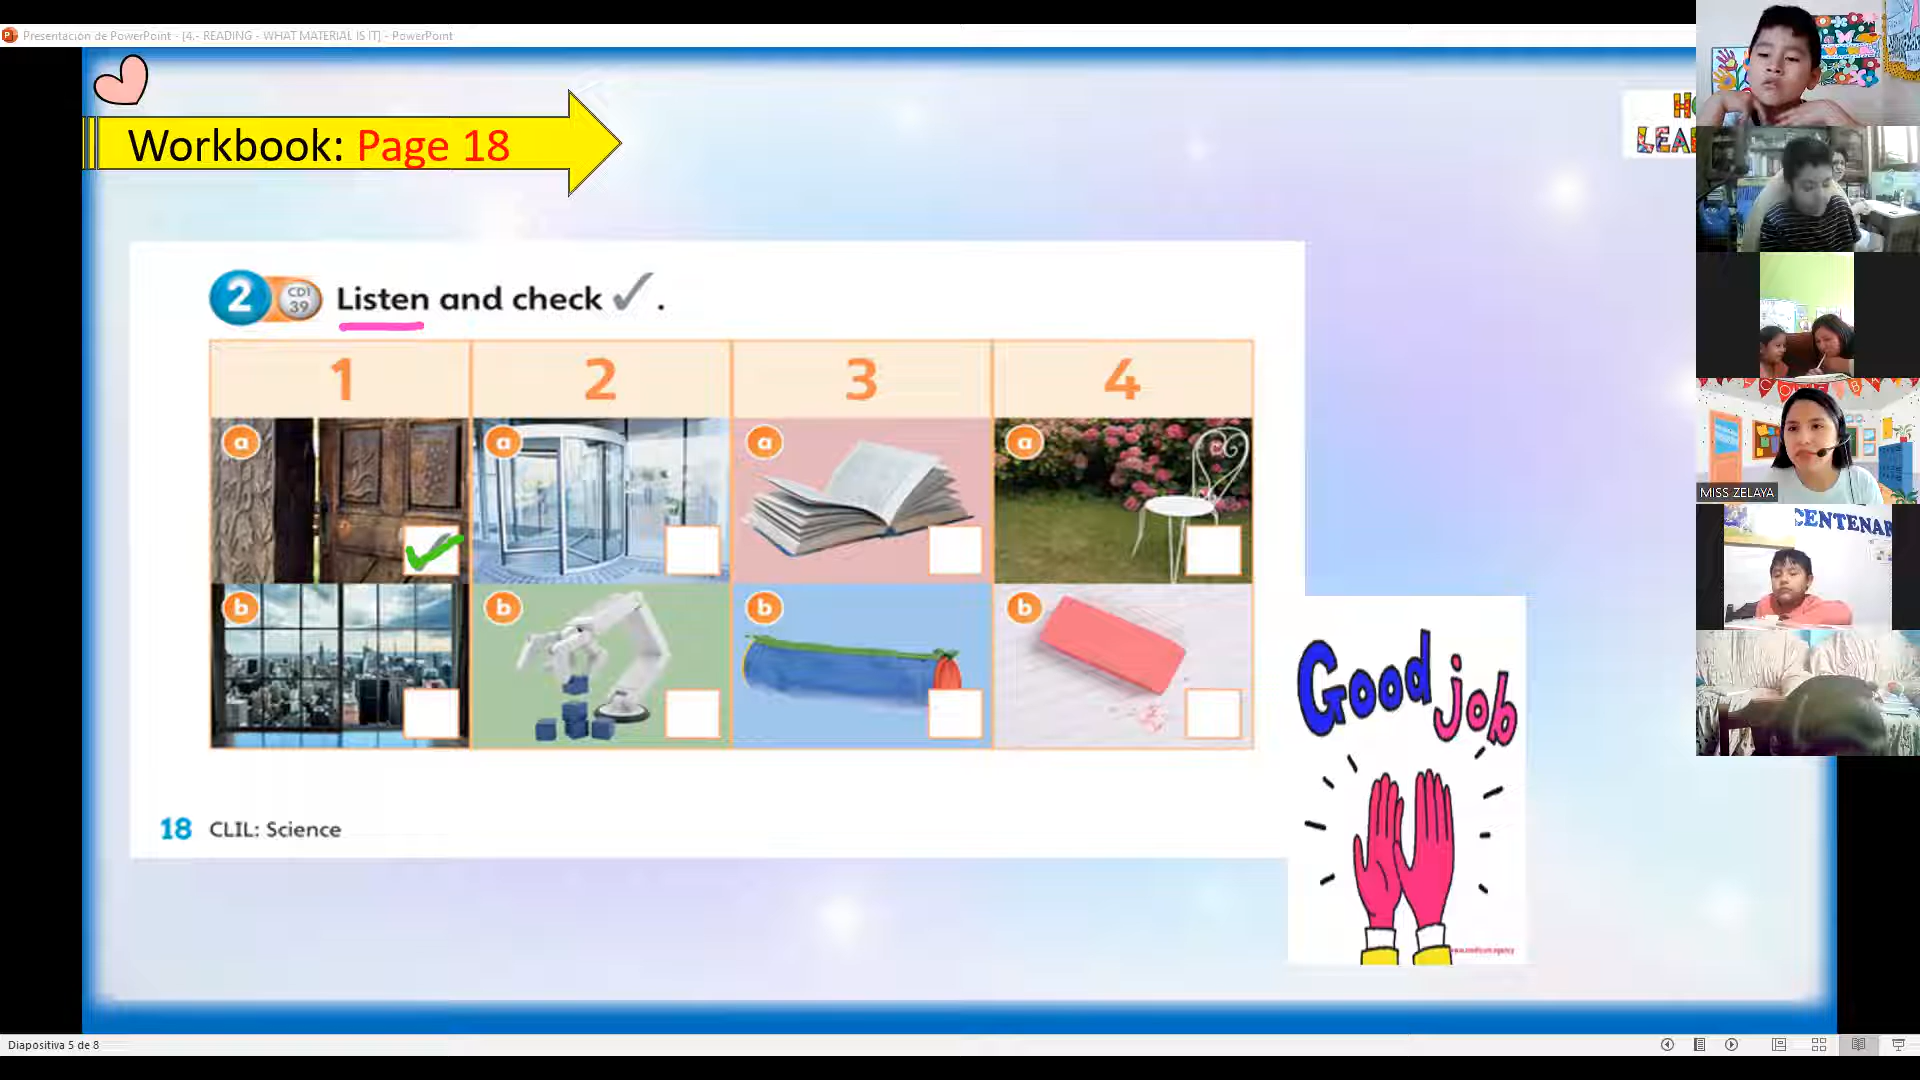 Presentación de PowerPoint - [4.- READING - WHAT MATERIAL IS IT] - PowerPoint
Workbook: Page 18
2 CD1 39 Listen and check ✓ .
1 2 3 4
a a a a
b b b b
18 CLIL: Science
Good job
MISS ZELAYA
Diapositiva 5 de 8